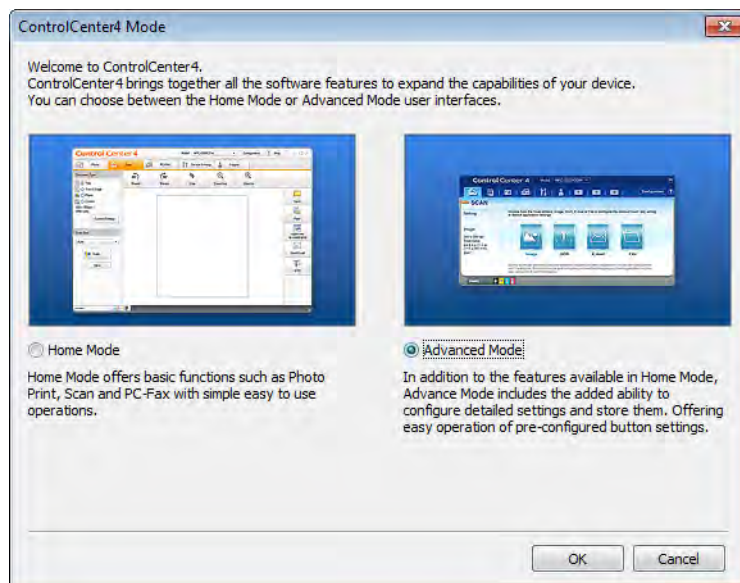 ControlCenter4 Mode
Welcome to ControlCenter4.
ControlCenter4 brings together all the software features to expand the capabilities of your device.
You can choose between the Home Mode or Advanced Mode user interfaces.
Control Center 4
Control Center 4
SCAN
Home Mode
Home Mode offers basic functions such as Photo
Print, Scan and PC-Fax with simple easy to use
operations.
Advanced Mode
In addition to the features available in Home Mode,
Advance Mode includes the added ability to
configure detailed settings and store them. Offering
easy operation of pre-configured button settings.
OK
Cancel